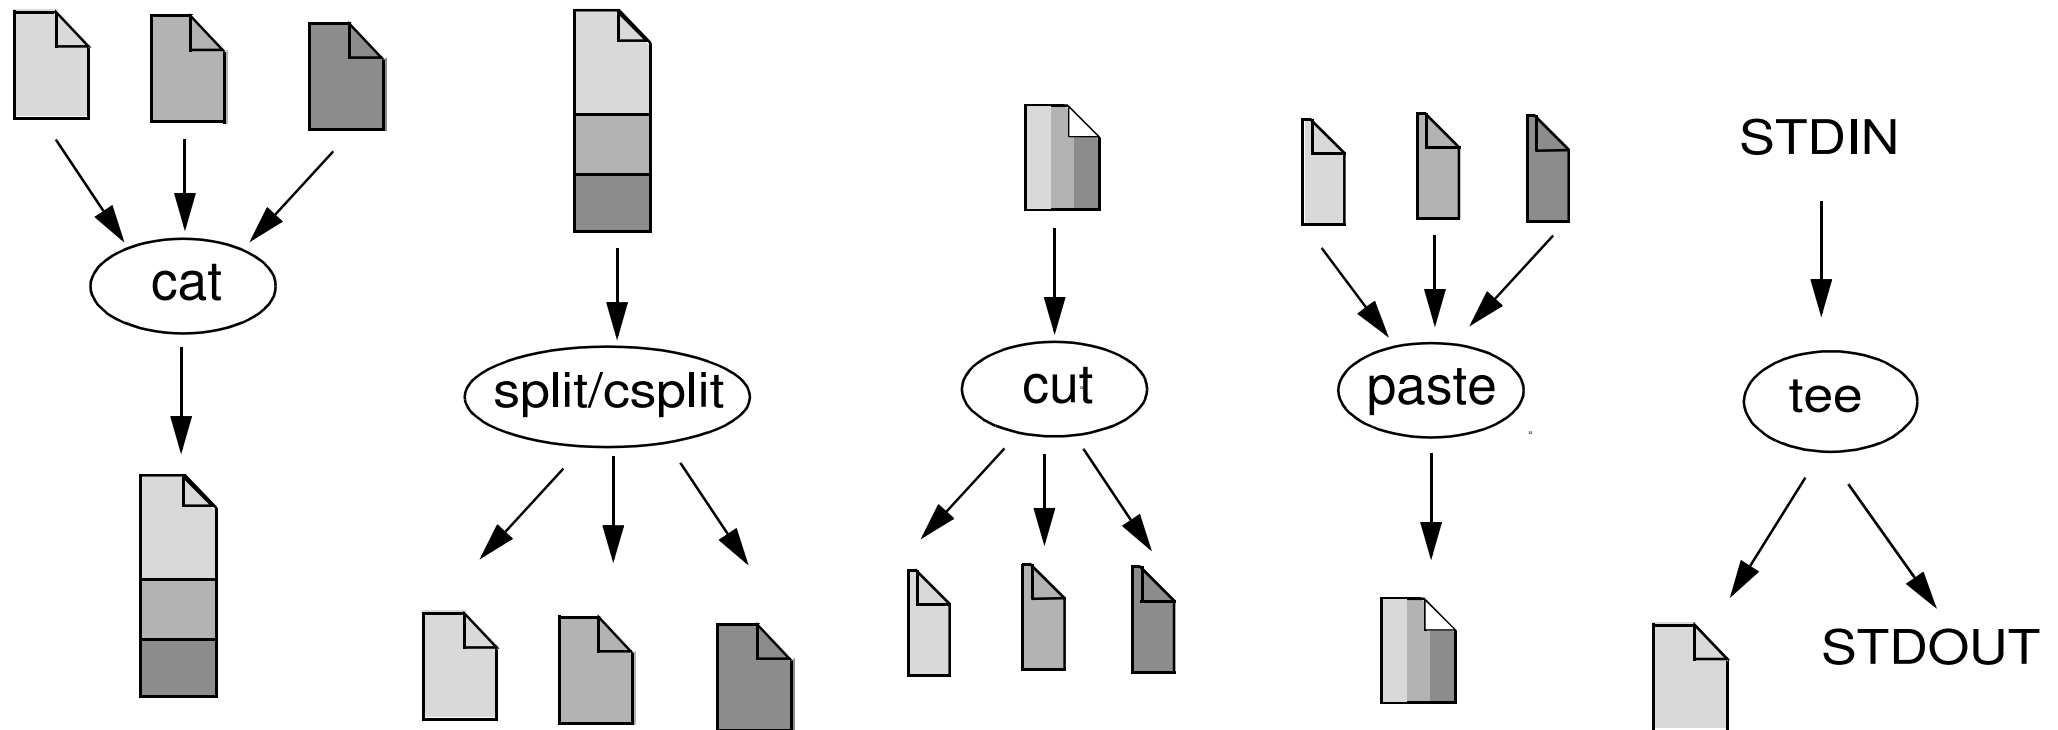 STDIN
cat
split/csplit
cut
paste
tee
STDOUT